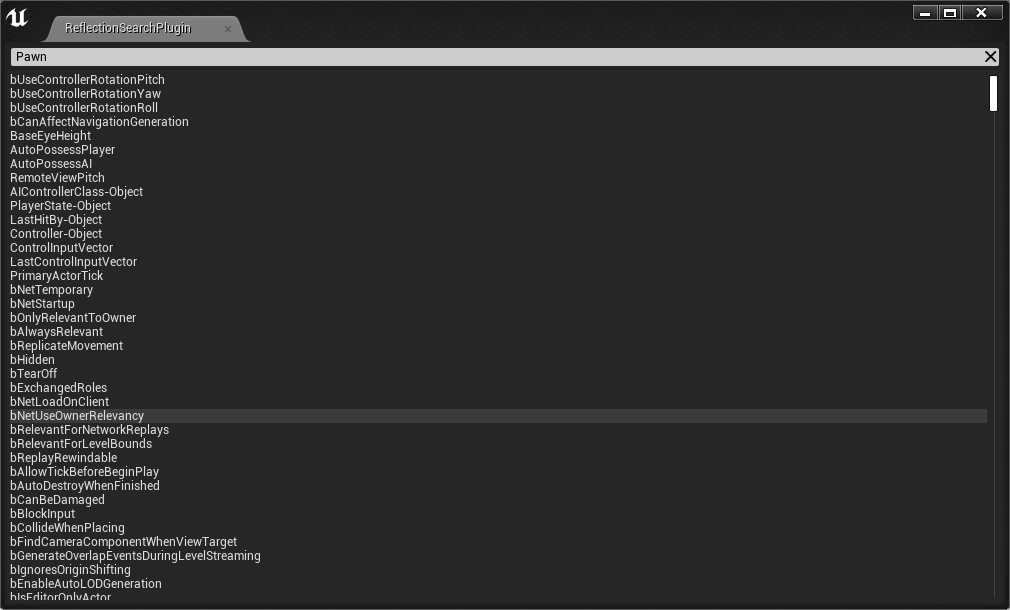 ReflectionSearchPlugin
Pawn
bUseControllerRotationPitch
bUseControllerRotationYaw
bUseControllerRotationRoll
bCanAffectNavigationGeneration
BaseEyeHeight
AutoPossessPlayer
AutoPossessAI
RemoteViewPitch
AIControllerClass-Object
PlayerState-Object
LastHitBy-Object
Controller-Object
ControlInputVector
LastControlInputVector
PrimaryActorTick
bNetTemporary
bNetStartup
bOnlyRelevantToOwner
bAlwaysRelevant
bReplicateMovement
bHidden
bTearOff
bExchangedRoles
bNetLoadOnClient
bNetUseOwnerRelevancy
bRelevantForNetworkReplays
bRelevantForLevelBounds
bReplayRewindable
bAllowTickBeforeBeginPlay
bAutoDestroyWhenFinished
bCanBeDamaged
bBlockInput
bCollideWhenPlacing
bFindCameraComponentWhenViewTarget
bGenerateOverlapEventsDuringLevelStreaming
bIgnoresOriginShifting
bEnableAutoLODGeneration
bIsEditorOnlyActor